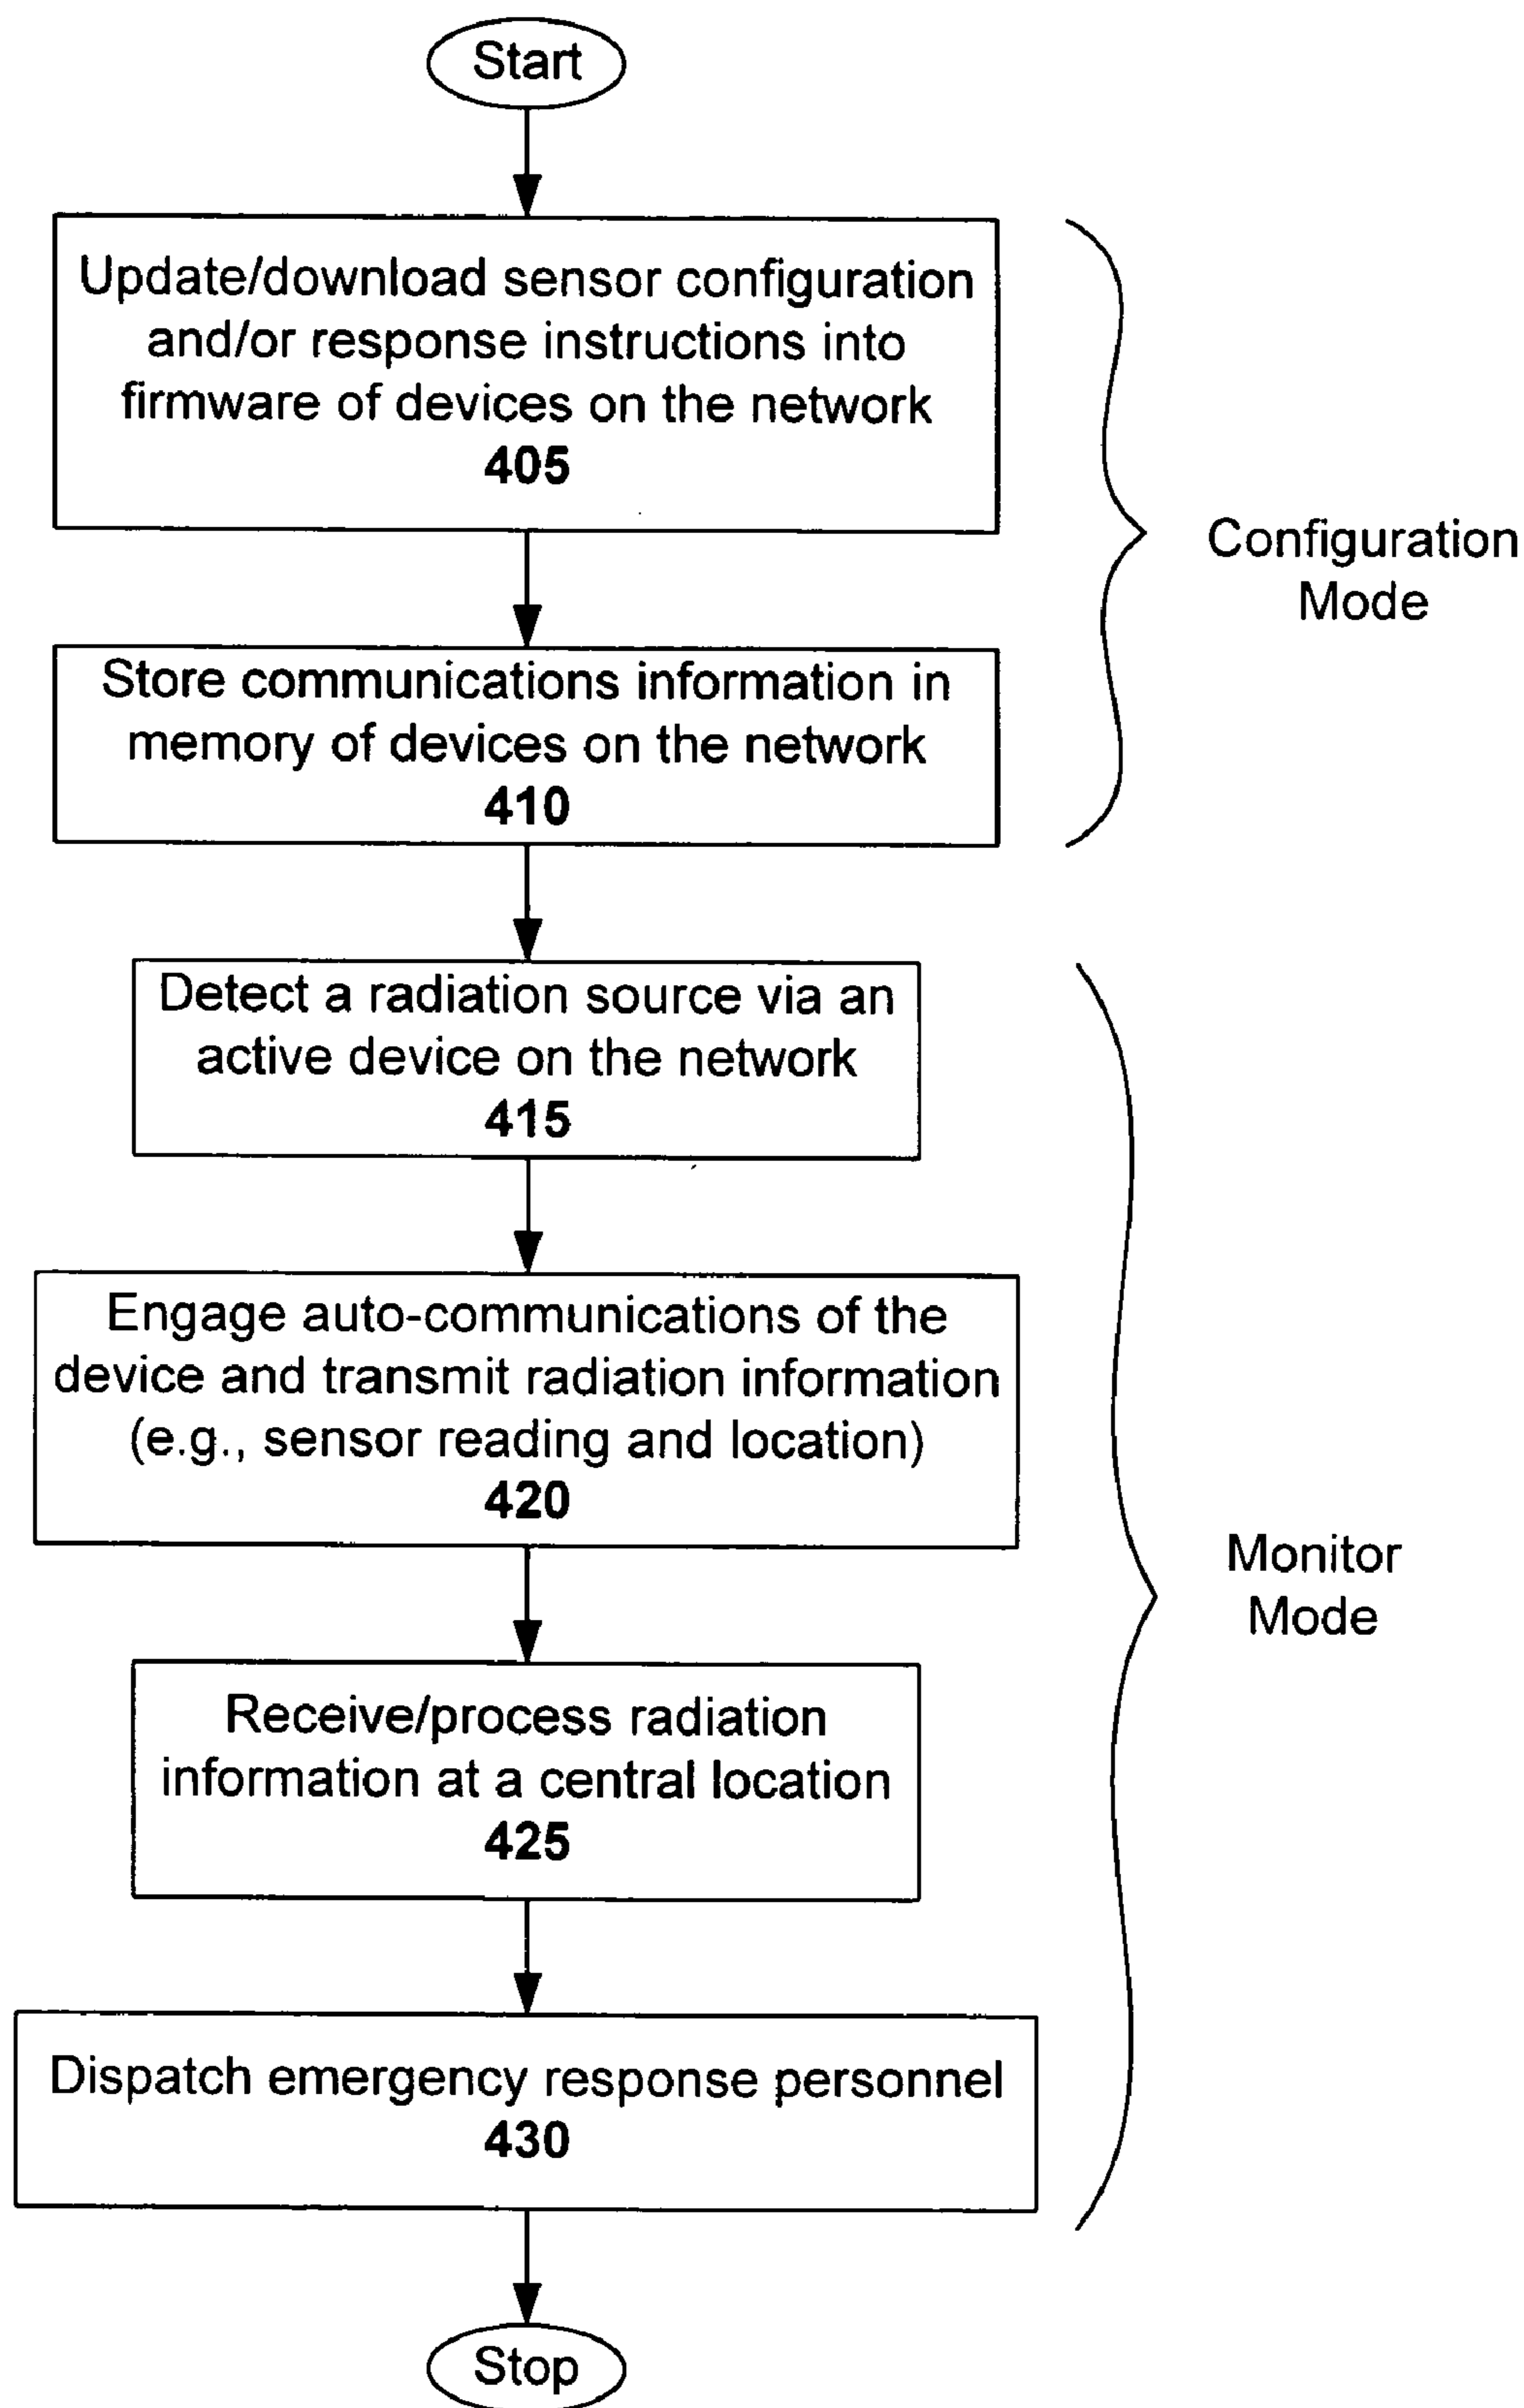 Start
Update/download sensor configuration
and/or response instructions into
firmware of devices on the network
405
Configuration
Mode
Store communications information in
memory of devices on the network
410
Detect a radiation source via an
active device on the network
415
Engage auto-communications of the
device and transmit radiation information
(e.g., sensor reading and location)
420
Monitor
Mode
Receive/process radiation
information at a central location
425
Dispatch emergency response personnel
430
Stop